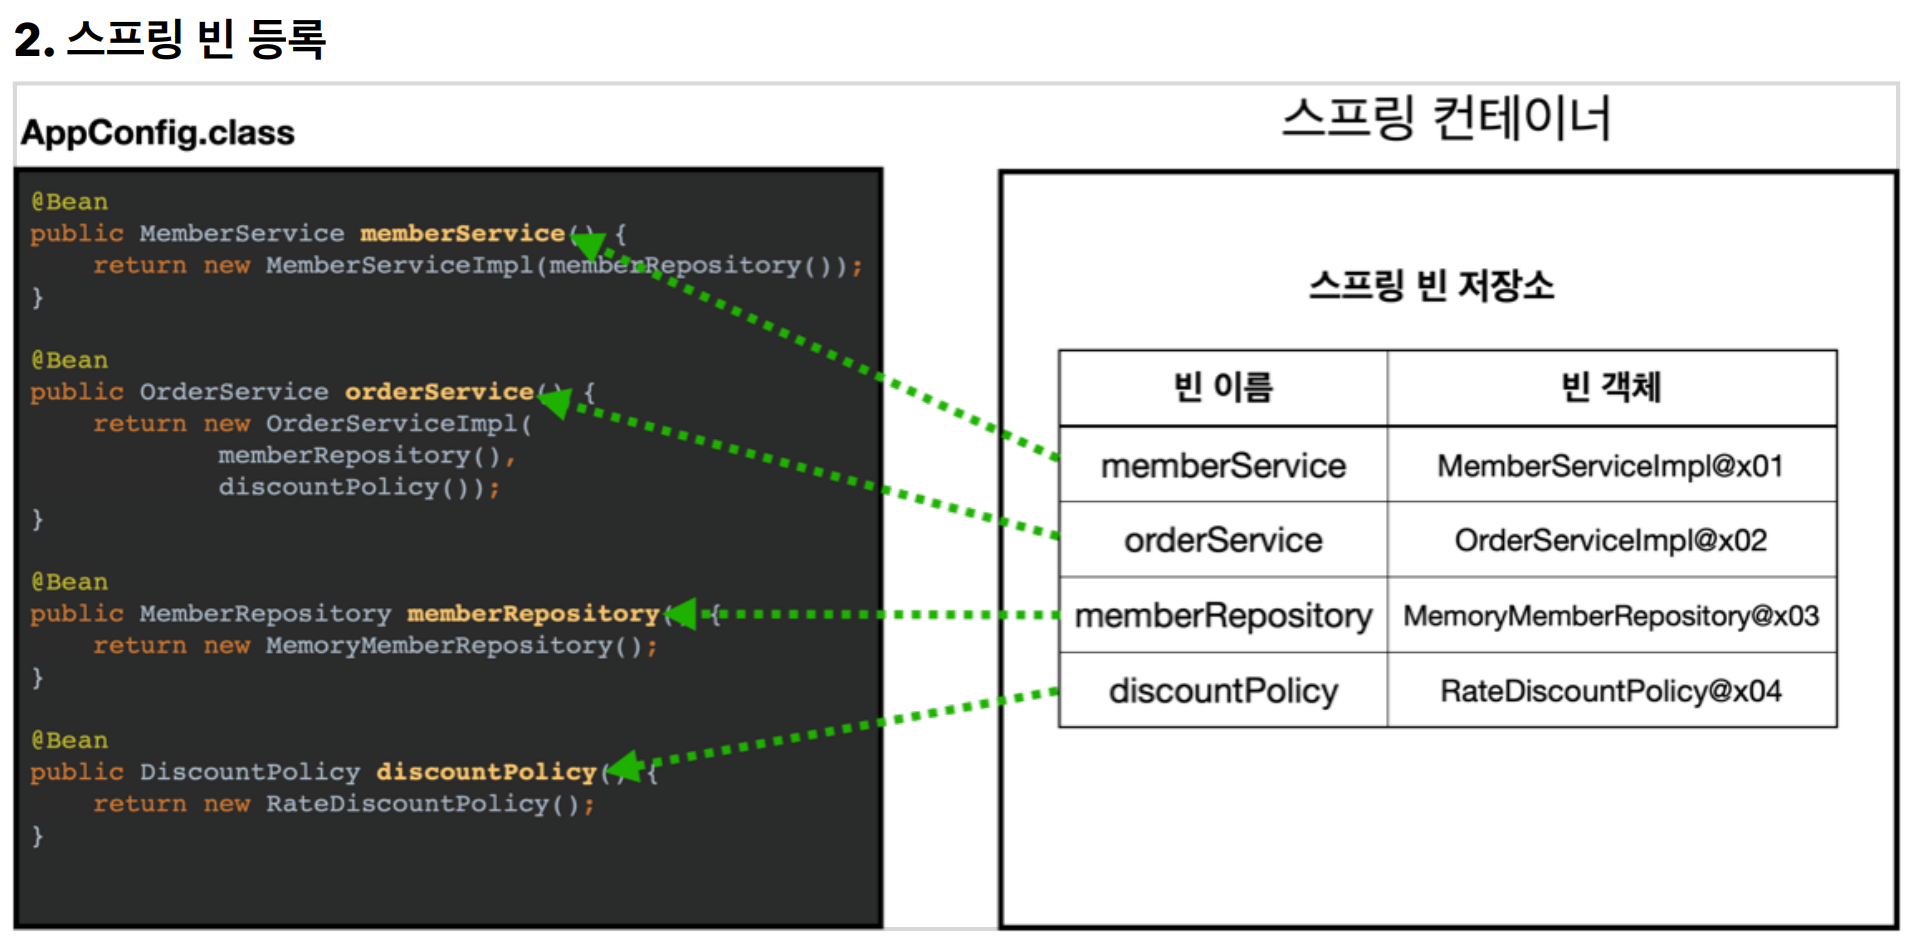 2. 스프링 빈 등록
AppConfig.class
@Bean
public MemberService memberService() {
    return new MemberServiceImpl(memberRepository());
}
@Bean
public OrderService orderService() {
    return new OrderServiceImpl(
            memberRepository(),
            discountPolicy());
}
@Bean
public MemberRepository memberRepository() {
    return new MemoryMemberRepository();
}
@Bean
public DiscountPolicy discountPolicy() {
    return new RateDiscountPolicy();
}
스프링 컨테이너
스프링 빈 저장소
빈 이름 빈 객체
memberService MemberServiceImpl@x01
orderService OrderServiceImpl@x02
memberRepository MemoryMemberRepository@x03
discountPolicy RateDiscountPolicy@x04